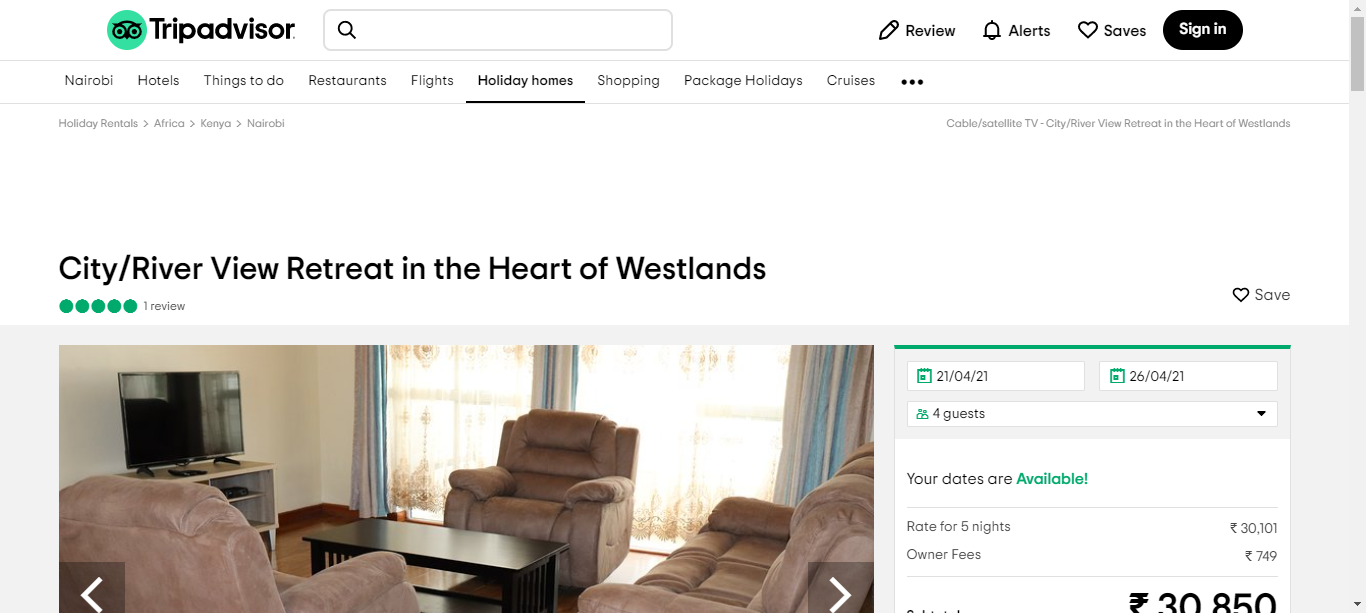 Tripadvisor
Review
Alerts
Saves
Sign in
Nairobi
Hotels
Things to do
Restaurants
Flights
Holiday homes
Shopping
Package Holidays
Cruises
Holiday Rentals > Africa > Kenya > Nairobi
Cable/satellite TV - City/River View Retreat in the Heart of Westlands
City/River View Retreat in the Heart of Westlands
1 review
Save
21/04/21
26/04/21
4 guests
Your dates are Available!
Rate for 5 nights
₹ 30,101
Owner Fees
₹ 749
Subtotal
₹ 30,850